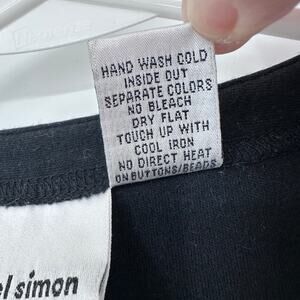 HAND WASH COLD
INSIDE OUT
SEPARATE COLORS
NO BLEACH
DRY FLAT
TOUCH UP WITH
COOL IRON
NO DIRECT HEAT
ON BUTTONS/BEADS
simon